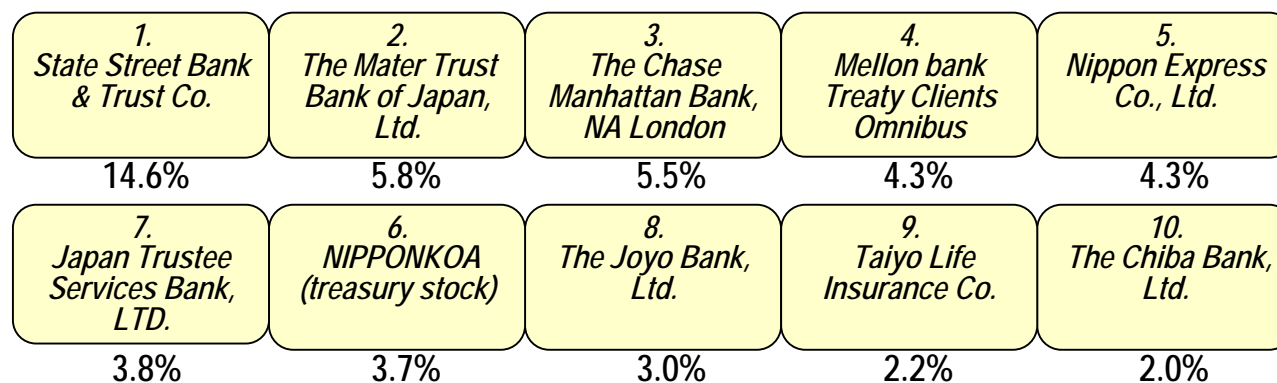 1.
State Street Bank
& Trust Co.
14.6%
2.
The Mater Trust
Bank of Japan,
Ltd.
5.8%
3.
The Chase
Manhattan Bank,
NA London
5.5%
4.
Mellon bank
Treaty Clients
Omnibus
4.3%
5.
Nippon Express
Co., Ltd.
4.3%
7.
Japan Trustee
Services Bank,
LTD.
3.8%
6.
NIPPONKOA
(treasury stock)
3.7%
8.
The Joyo Bank,
Ltd.
3.0%
9.
Taiyo Life
Insurance Co.
2.2%
10.
The Chiba Bank,
Ltd.
2.0%